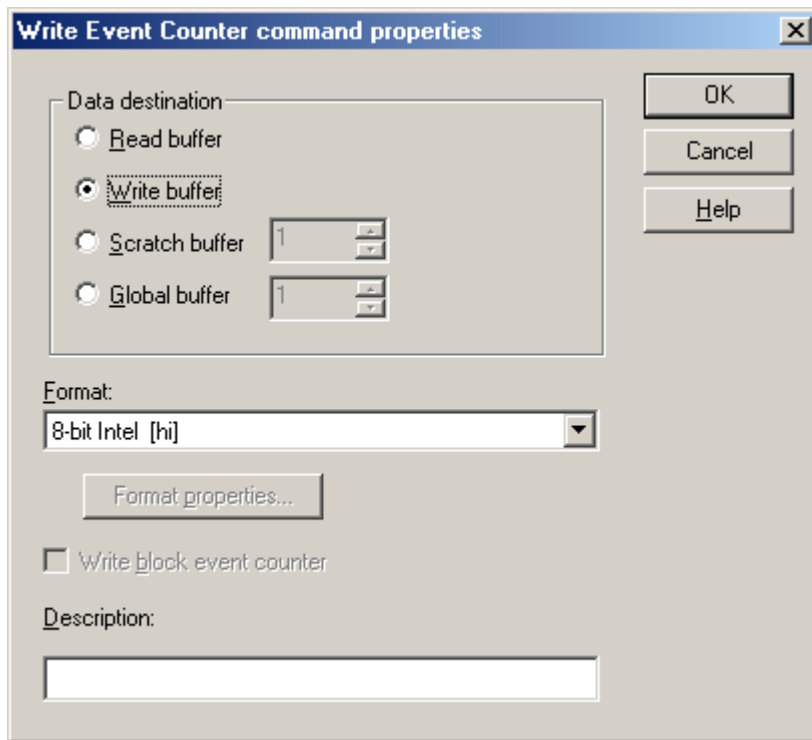 Write Event Counter command properties
Data destination
Read buffer
Write buffer
Scratch buffer 1
Global buffer 1
OK
Cancel
Help
Format:
8-bit Intel [hi]
Format properties...
Write block event counter
Description: